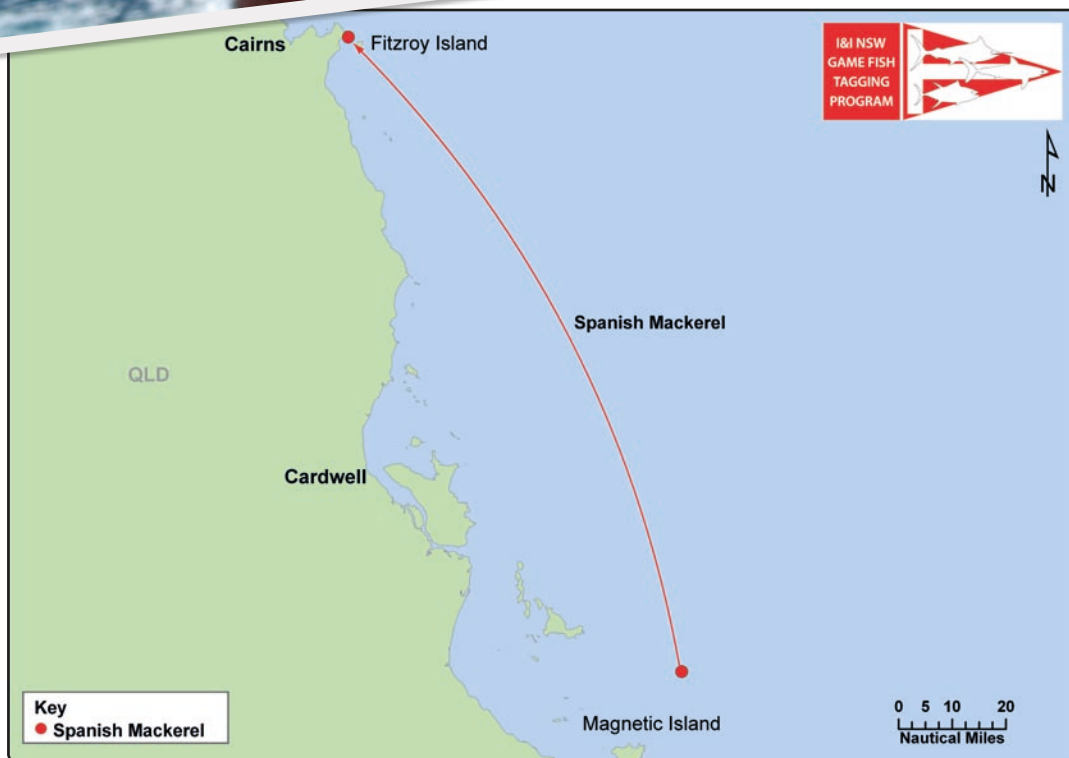 Cairns
Fitzroy Island
I&I NSW
GAME FISH
TAGGING
PROGRAM
N
Spanish Mackerel
QLD
Cardwell
Key
Spanish Mackerel
Magnetic Island
0 5 10 20
Nautical Miles